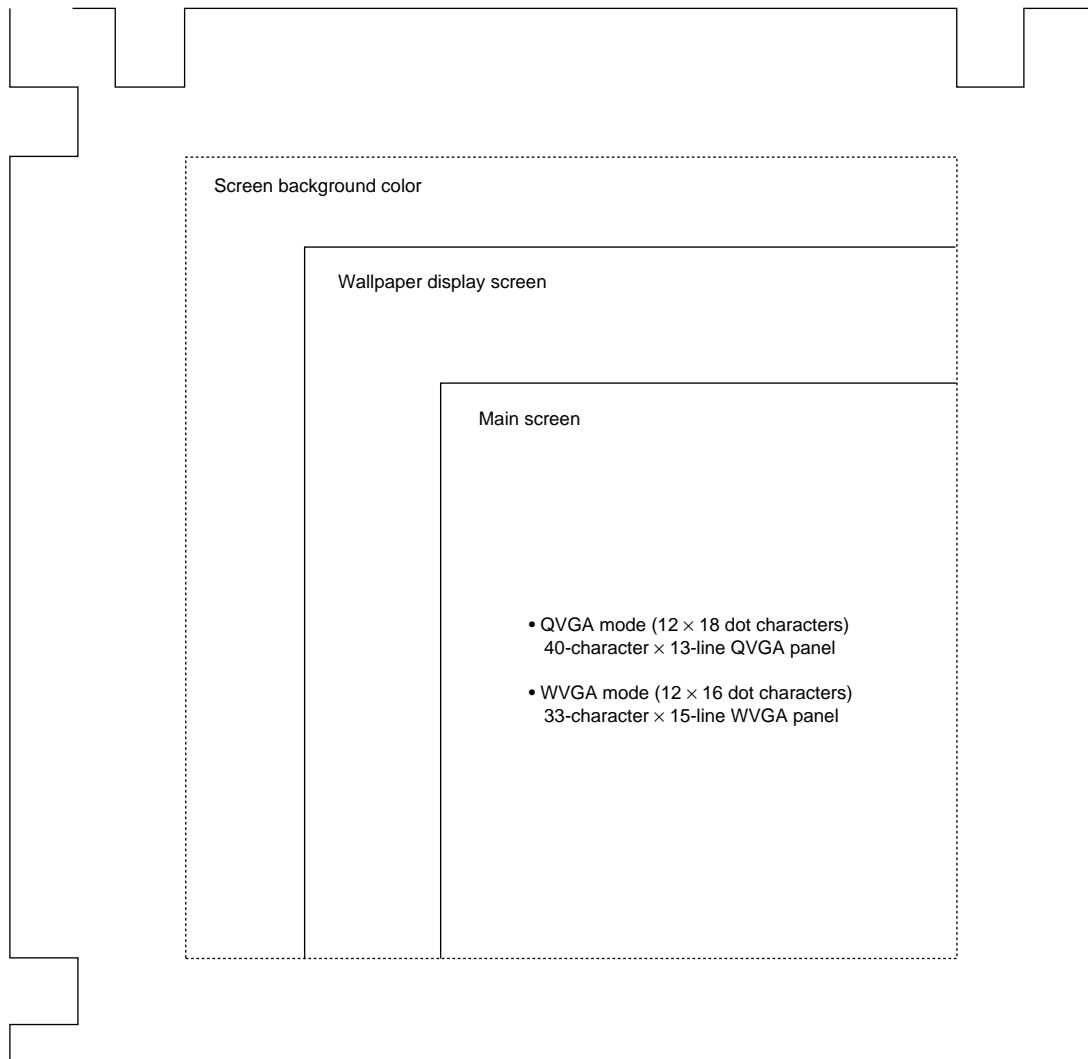 Screen background color
Wallpaper display screen
Main screen
• QVGA mode (12 × 18 dot characters)
40-character × 13-line QVGA panel
• WVGA mode (12 × 16 dot characters)
33-character × 15-line WVGA panel